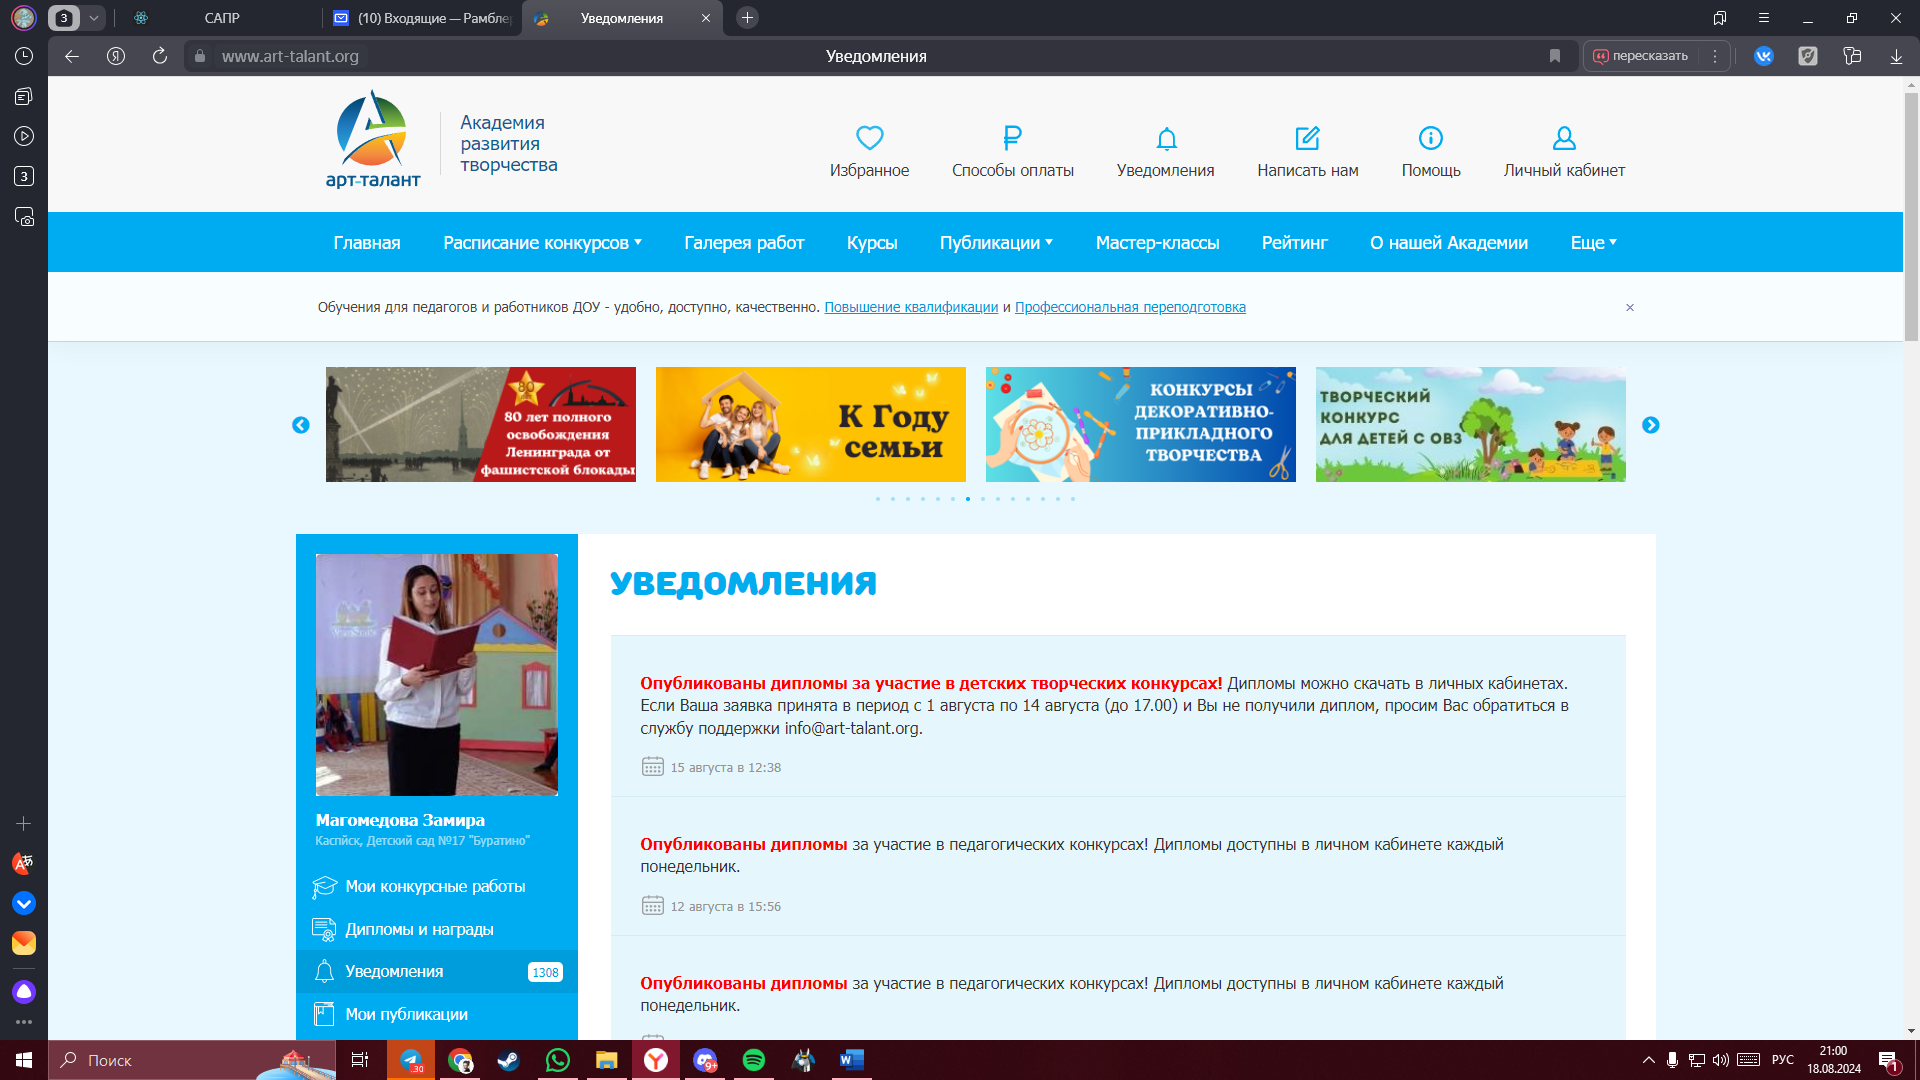 3
САПР
(10) Входящие — Рамблер
Уведомления
www.art-talant.org
Уведомления
пересказать
3
арт-талант
Академия
развития
творчества
Избранное
Способы оплаты
Уведомления
Написать нам
Помощь
Личный кабинет
Главная
Расписание конкурсов
Галерея работ
Курсы
Публикации
Мастер-классы
Рейтинг
О нашей Академии
Еще
Обучения для педагогов и работников ДОУ - удобно, доступно, качественно. Повышение квалификации и Профессиональная переподготовка
80
80 лет полного
освобождения
Ленинграда от
фашистской блокады
К Году
семьи
КОНКУРСЫ
ДЕКОРАТИВНО-
ПРИКЛАДНОГО
ТВОРЧЕСТВА
ТВОРЧЕСКИЙ
КОНКУРС
ДЛЯ ДЕТЕЙ С ОВЗ
УВЕДОМЛЕНИЯ
Опубликованы дипломы за участие в детских творческих конкурсах! Дипломы можно скачать в личных кабинетах.
Если Ваша заявка принята в период с 1 августа по 14 августа (до 17.00) и Вы не получили диплом, просим Вас обратиться в
службу поддержки info@art-talant.org.
15 августа в 12:38
Опубликованы дипломы за участие в педагогических конкурсах! Дипломы доступны в личном кабинете каждый
понедельник.
12 августа в 15:56
Опубликованы дипломы за участие в педагогических конкурсах! Дипломы доступны в личном кабинете каждый
понедельник.
Магомедова Замира
Каспійск, Детский сад №17 "Буратино"
Мои конкурсные работы
Дипломы и награды
Уведомления
1308
Мои публикации
Поиск
.30
9+
РУС
21:00
18.08.2024
1